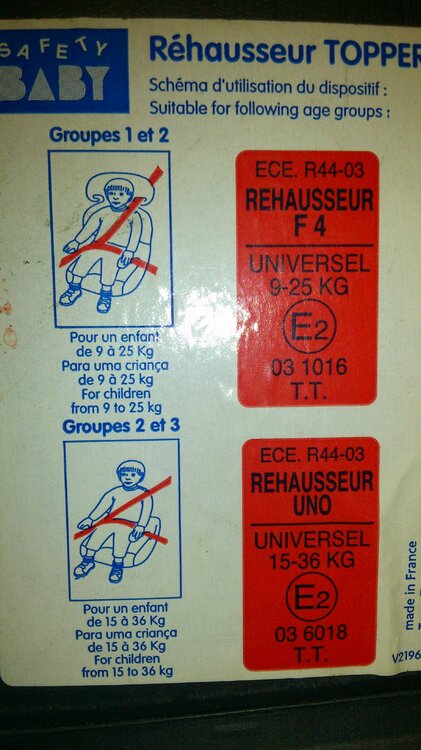 SAFETY
BABY
Réhausseur TOPPER
Schéma d'utilisation du dispositif :
Suitable for following age groups :
Groupes 1 et 2
Pour un enfant
de 9 à 25 Kg
Para uma criança
de 9 à 25 kg
For children
from 9 to 25 kg
ECE. R44-03
REHAUSSEUR
F 4
UNIVERSEL
9-25 KG
E2
03 1016
T.T.
Groupes 2 et 3
Pour un enfant
de 15 à 36 Kg
Para uma criança
de 15 à 36 Kg
For children
from 15 to 36 kg
ECE. R44-03
REHAUSSEUR
UNO
UNIVERSEL
15-36 KG
E2
03 6018
T.T.
made in France
V2196